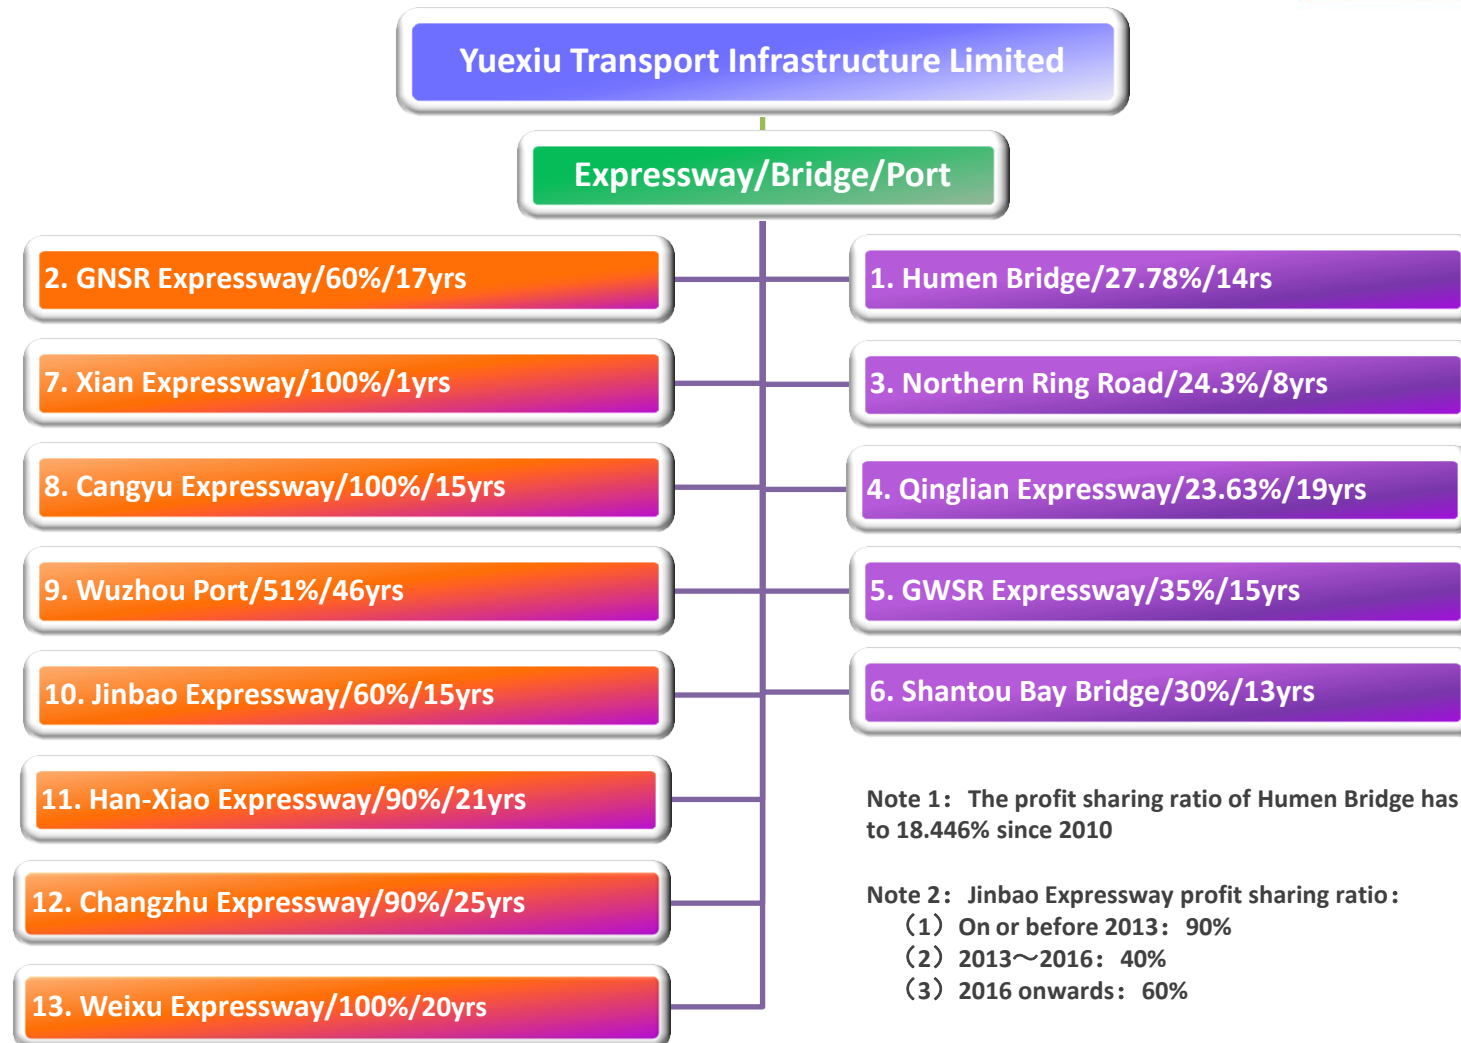 Yuexiu Transport Infrastructure Limited
Expressway/Bridge/Port
2. GNSR Expressway/60%/17yrs
7. Xian Expressway/100%/1yrs
8. Cangyu Expressway/100%/15yrs
9. Wuzhou Port/51%/46yrs
10. Jinbao Expressway/60%/15yrs
11. Han-Xiao Expressway/90%/21yrs
12. Changzhu Expressway/90%/25yrs
13. Weixu Expressway/100%/20yrs
1. Humen Bridge/27.78%/14rs
3. Northern Ring Road/24.3%/8yrs
4. Qinglian Expressway/23.63%/19yrs
5. GWSR Expressway/35%/15yrs
6. Shantou Bay Bridge/30%/13yrs
Note 1：The profit sharing ratio of Humen Bridge has
to 18.446% since 2010
Note 2：Jinbao Expressway profit sharing ratio：
（1）On or before 2013：90%
（2）2013～2016：40%
（3）2016 onwards：60%